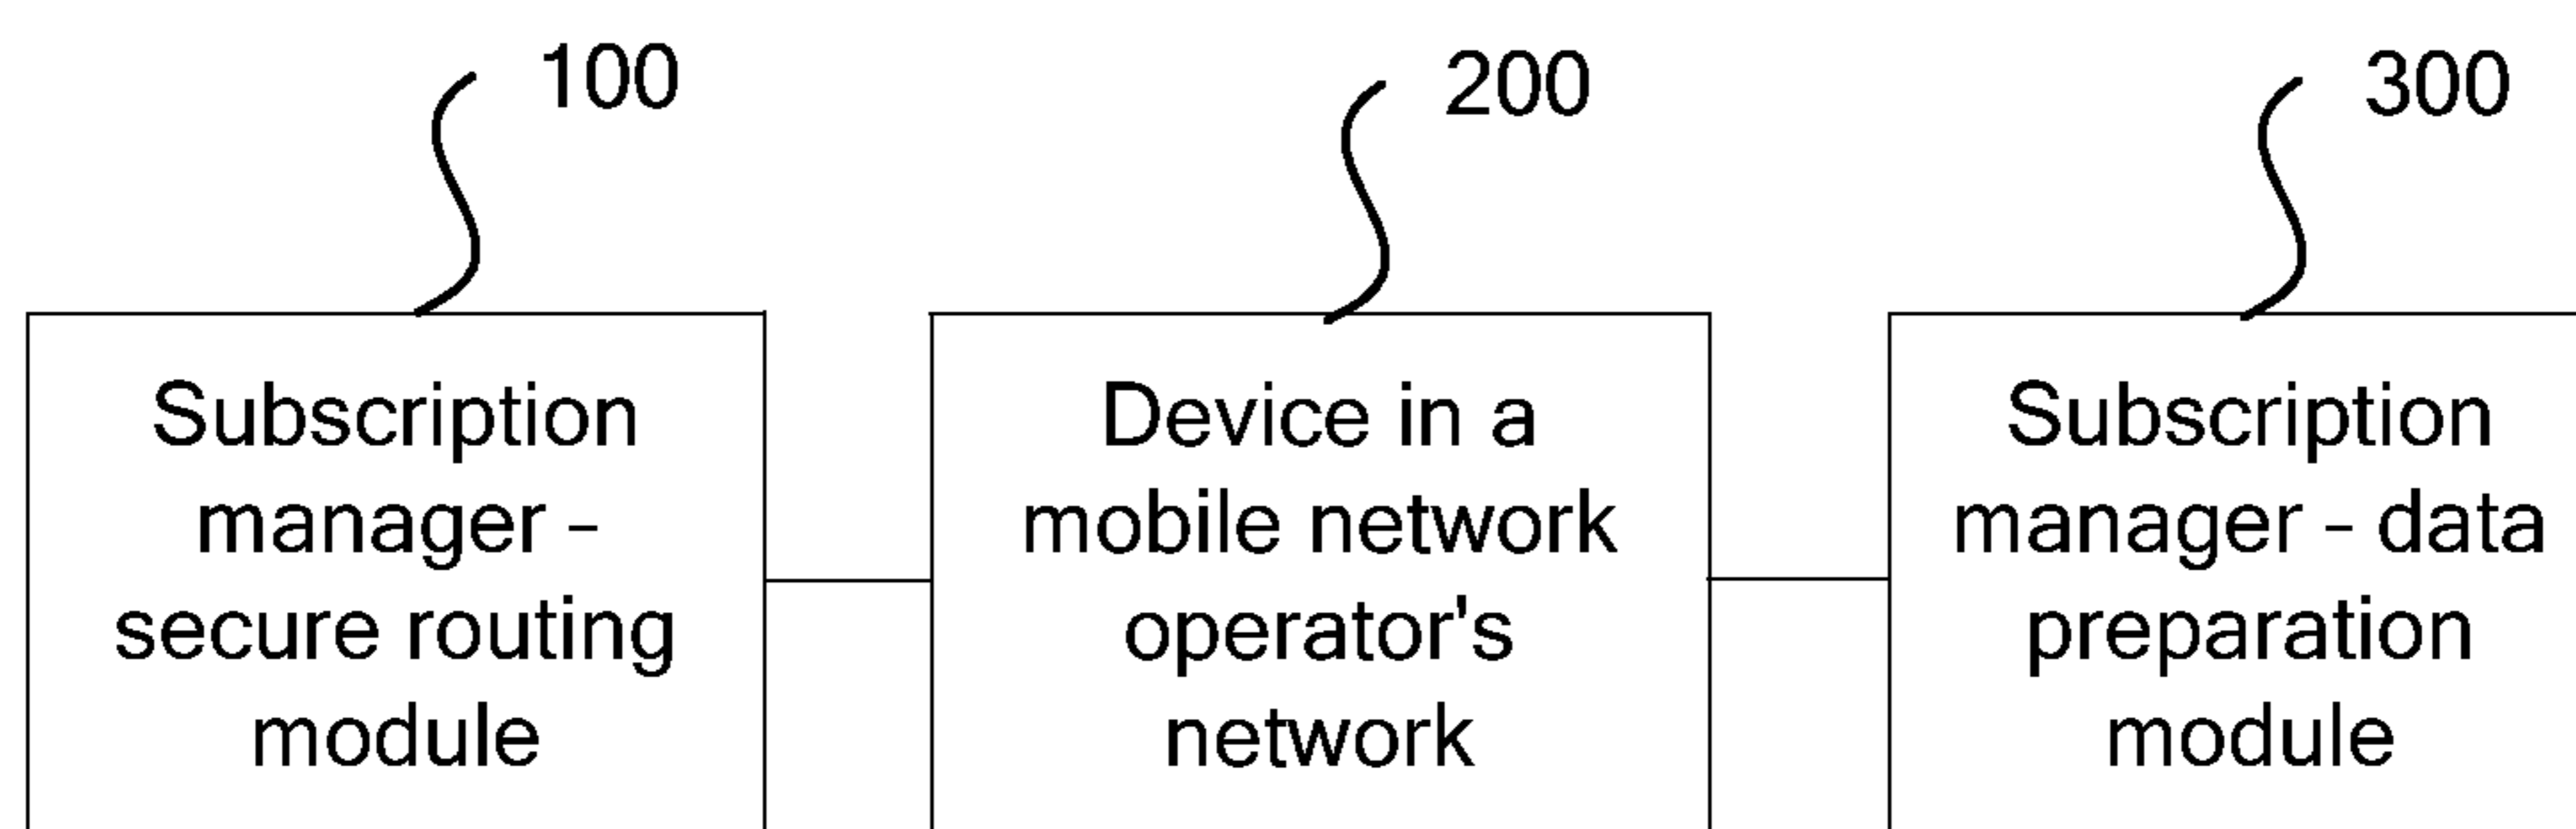 100
200
300
Subscription
manager -
secure routing
module
Device in a
mobile network
operator's
network
Subscription
manager - data
preparation
module